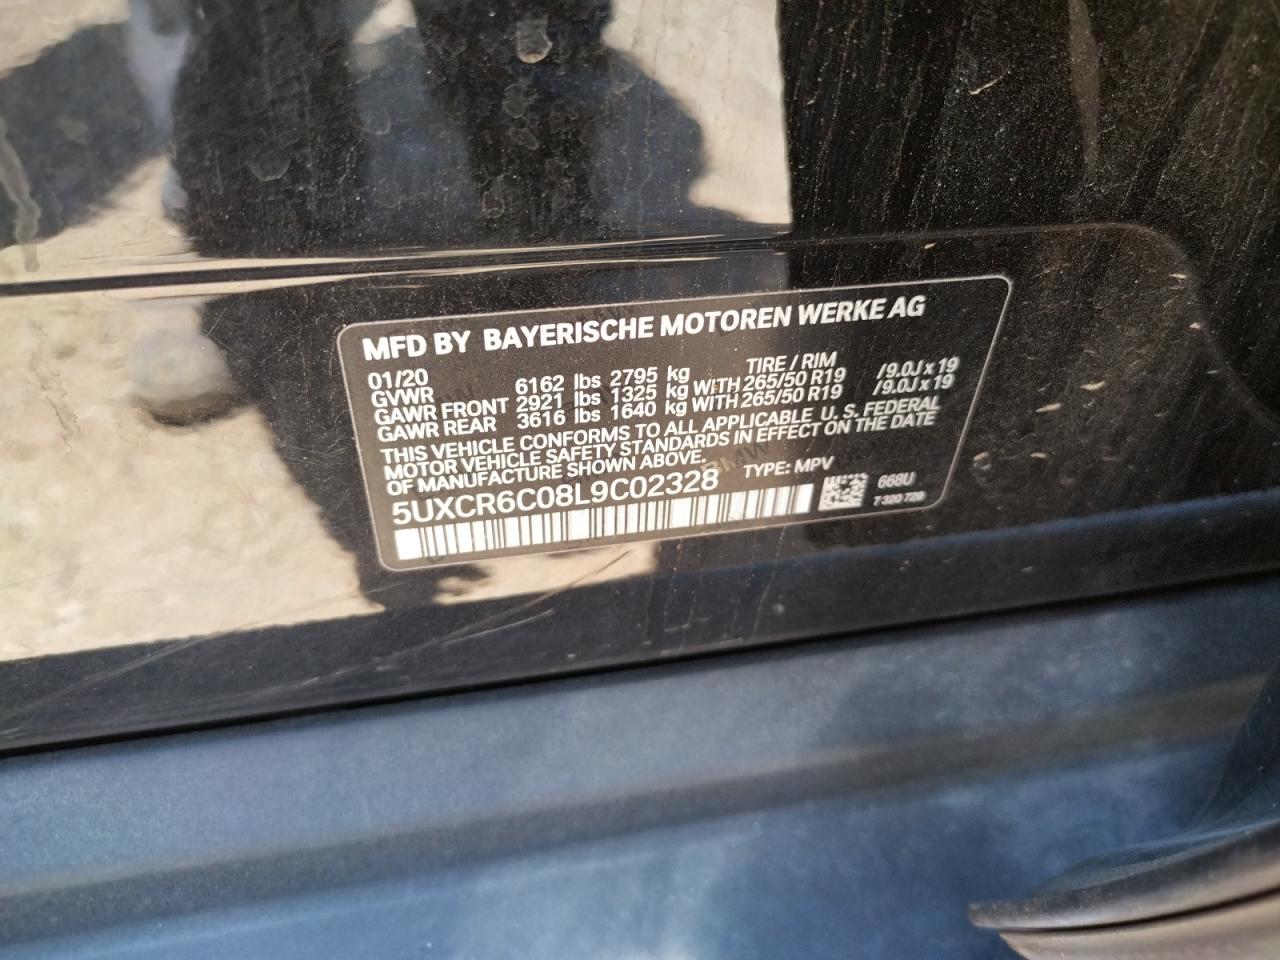 MFD BY BAYERISCHE MOTOREN WERKE AG
01/20 TIRE / RIM
GVWR 6162 lbs 2795 kg
GAWR FRONT 2921 lbs 1325 kg WITH 265/50 R19 /9.0J x 19
GAWR REAR 3616 lbs 1640 kg WITH 265/50 R19 /9.0J x 19
THIS VEHICLE CONFORMS TO ALL APPLICABLE U. S. FEDERAL
MOTOR VEHICLE SAFETY STANDARDS IN EFFECT ON THE DATE
OF MANUFACTURE SHOWN ABOVE.
5UXCR6C08L9C02328 TYPE: MPV
668U
7 320 729